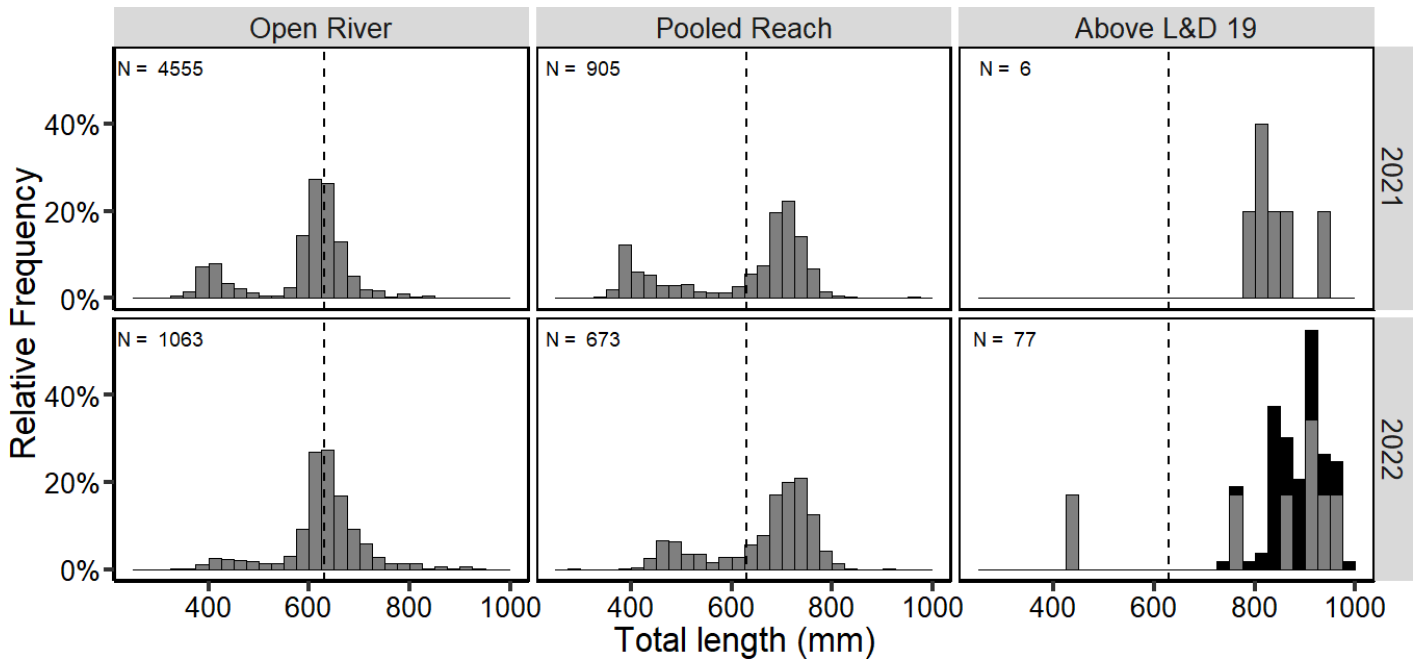 Open River
Pooled Reach
Above L&D 19
N = 4555
N = 905
N = 6
40%
20%
0%
2021
Relative Frequency
N = 1063
N = 673
N = 77
40%
20%
0%
2022
400 600 800 1000
400 600 800 1000
400 600 800 1000
Total length (mm)